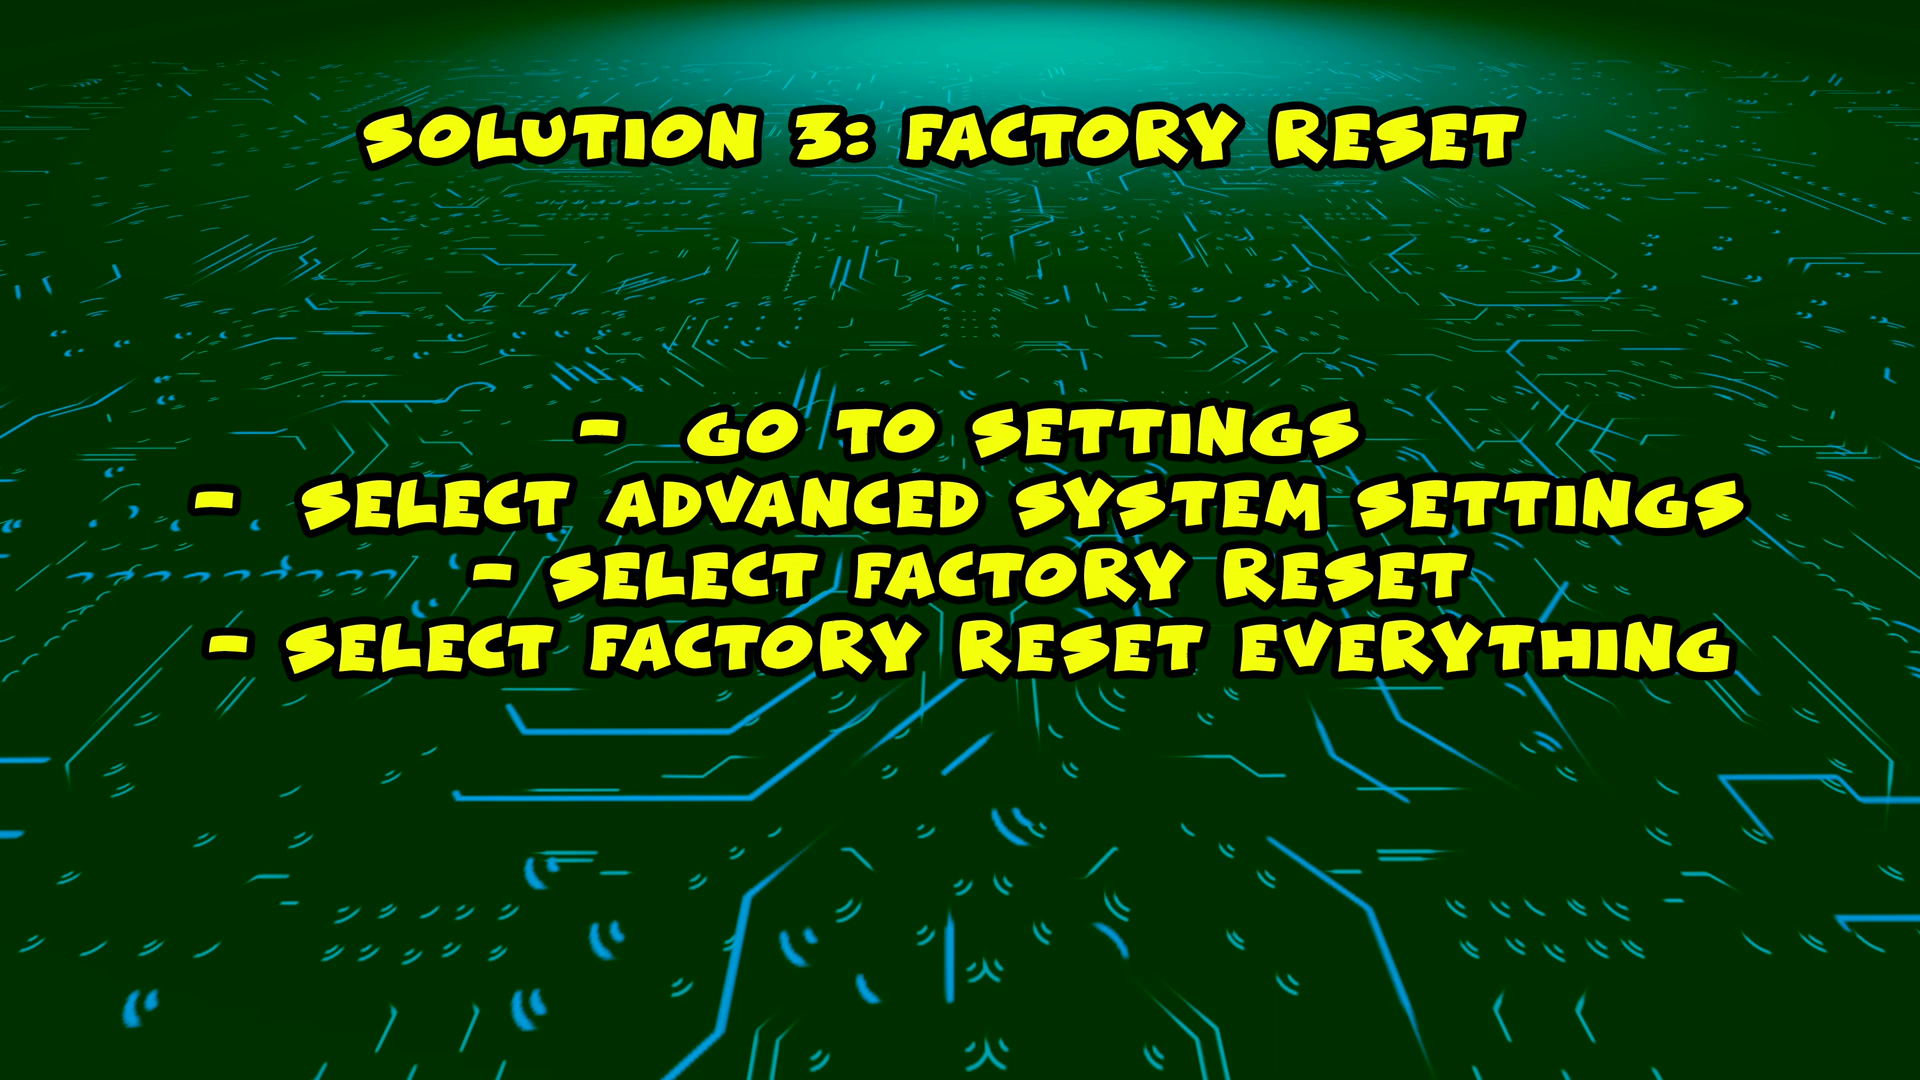 SOLUTION 3: FACTORY RESET
- GO TO SETTINGS
- SELECT ADVANCED SYSTEM SETTINGS
- SELECT FACTORY RESET
- SELECT FACTORY RESET EVERYTHING